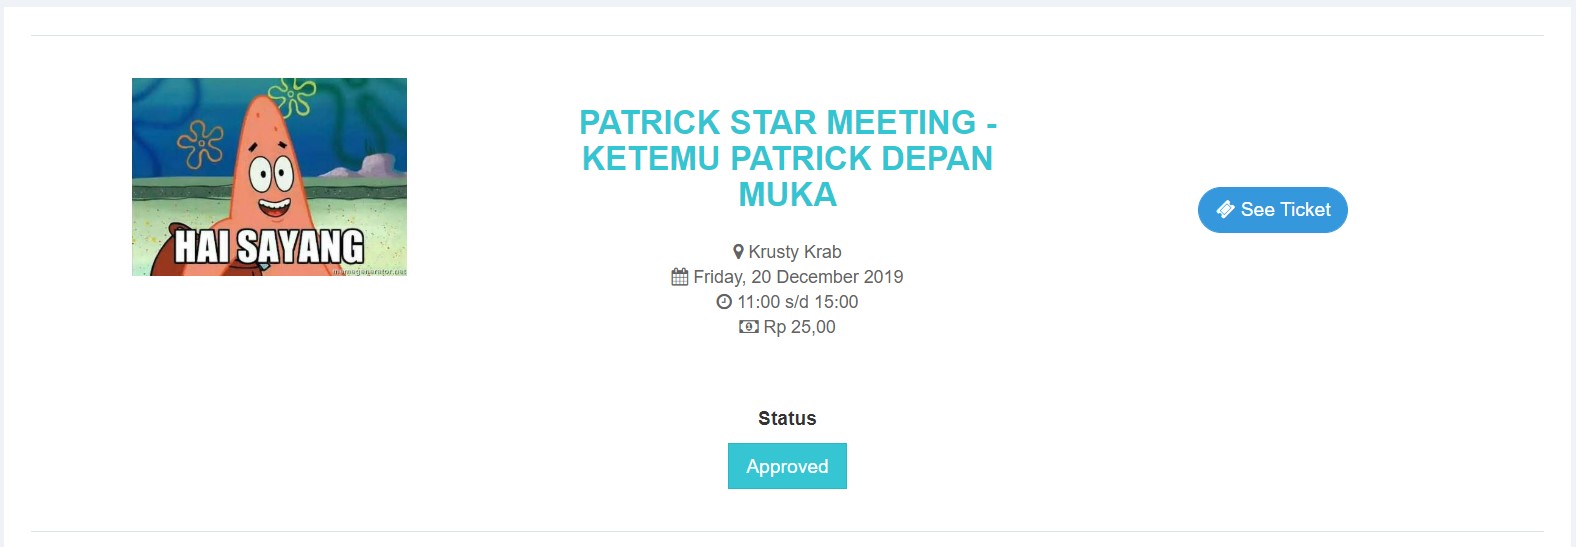 HAI SAYANG
memegenerator.net
PATRICK STAR MEETING -
KETEMU PATRICK DEPAN
MUKA
Krusty Krab
Friday, 20 December 2019
11:00 s/d 15:00
Rp 25,00
Status
Approved
See Ticket